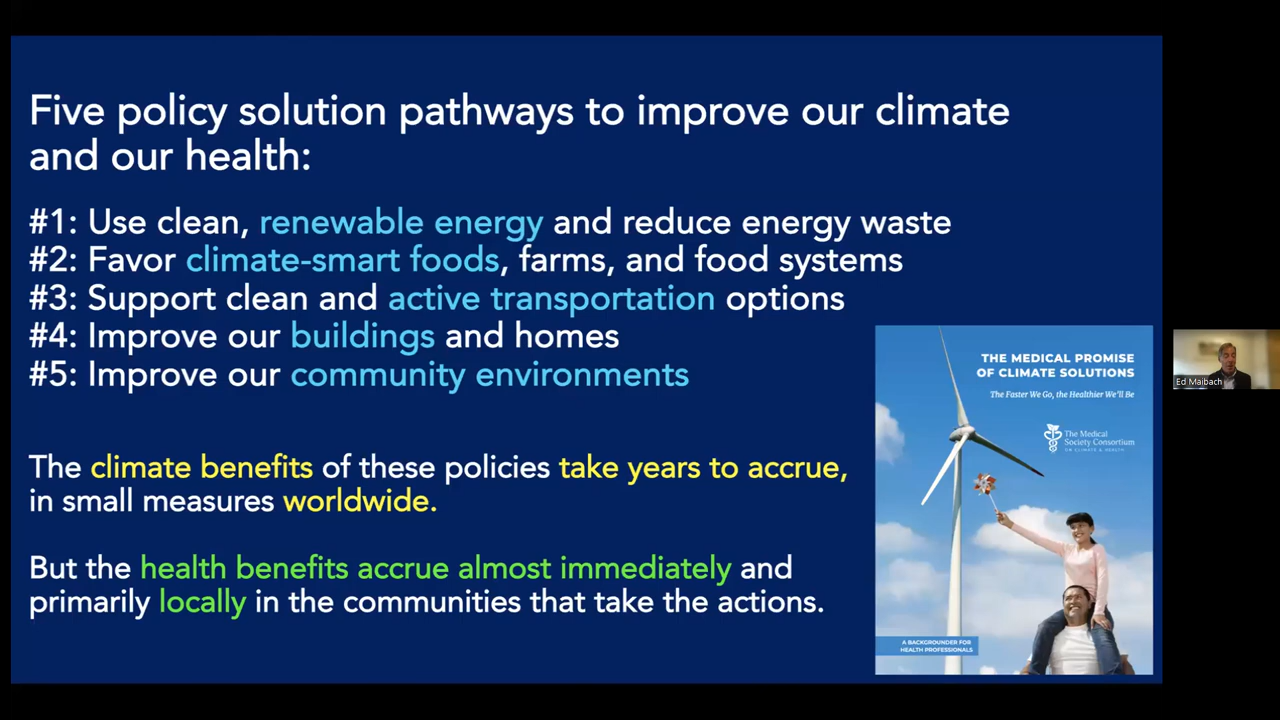 Five policy solution pathways to improve our climate
and our health:
#1: Use clean, renewable energy and reduce energy waste
#2: Favor climate-smart foods, farms, and food systems
#3: Support clean and active transportation options
#4: Improve our buildings and homes
#5: Improve our community environments
The climate benefits of these policies take years to accrue,
in small measures worldwide.
But the health benefits accrue almost immediately and
primarily locally in the communities that take the actions.
THE MEDICAL PROMISE
OF CLIMATE SOLUTIONS
The Faster We Go, the Healthier We'll Be
The Medical
Society Consortium
ON CLIMATE & HEALTH
A BACKGROUNDER FOR
HEALTH PROFESSIONALS
Ed Maibach